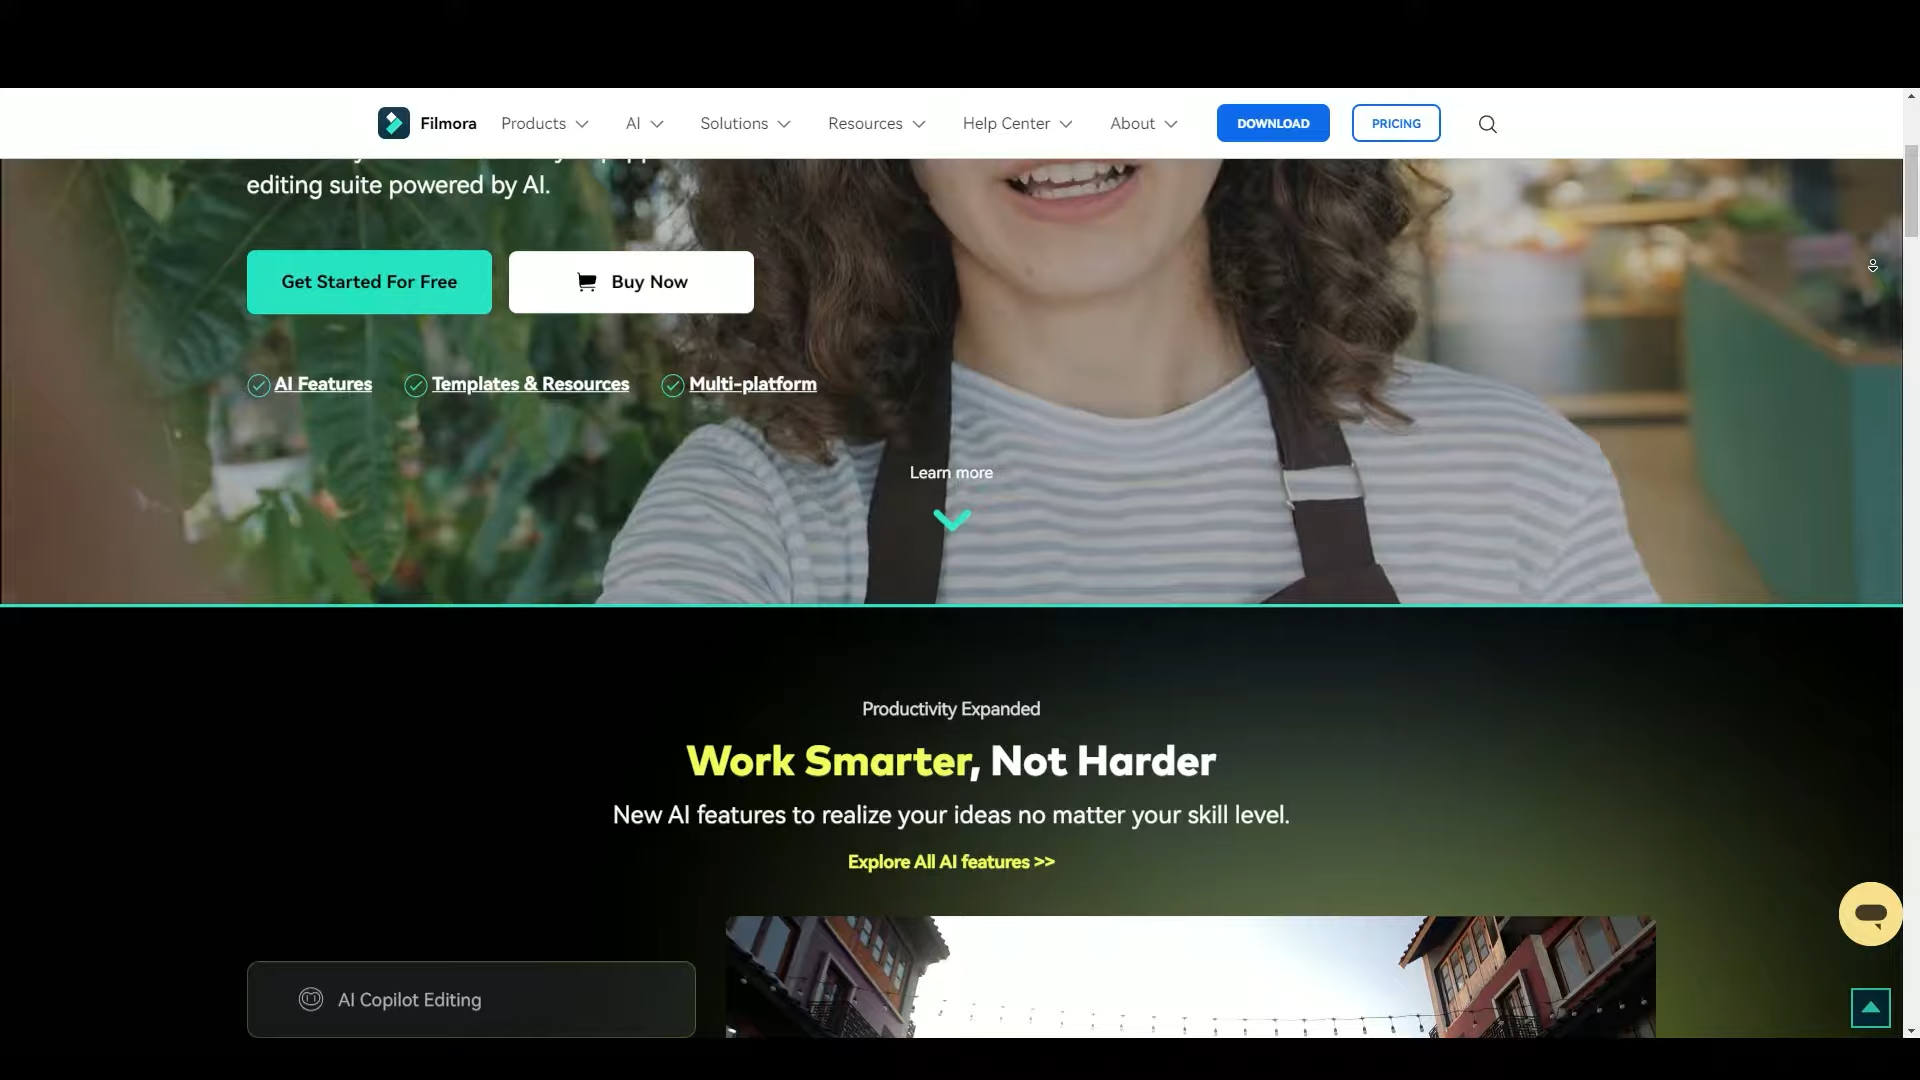 Filmora Products AI Solutions Resources Help Center About DOWNLOAD PRICING
editing suite powered by AI.
Get Started For Free Buy Now
AI Features Templates & Resources Multi-platform
Learn more
Productivity Expanded
Work Smarter, Not Harder
New AI features to realize your ideas no matter your skill level.
Explore All AI features >>
AI Copilot Editing